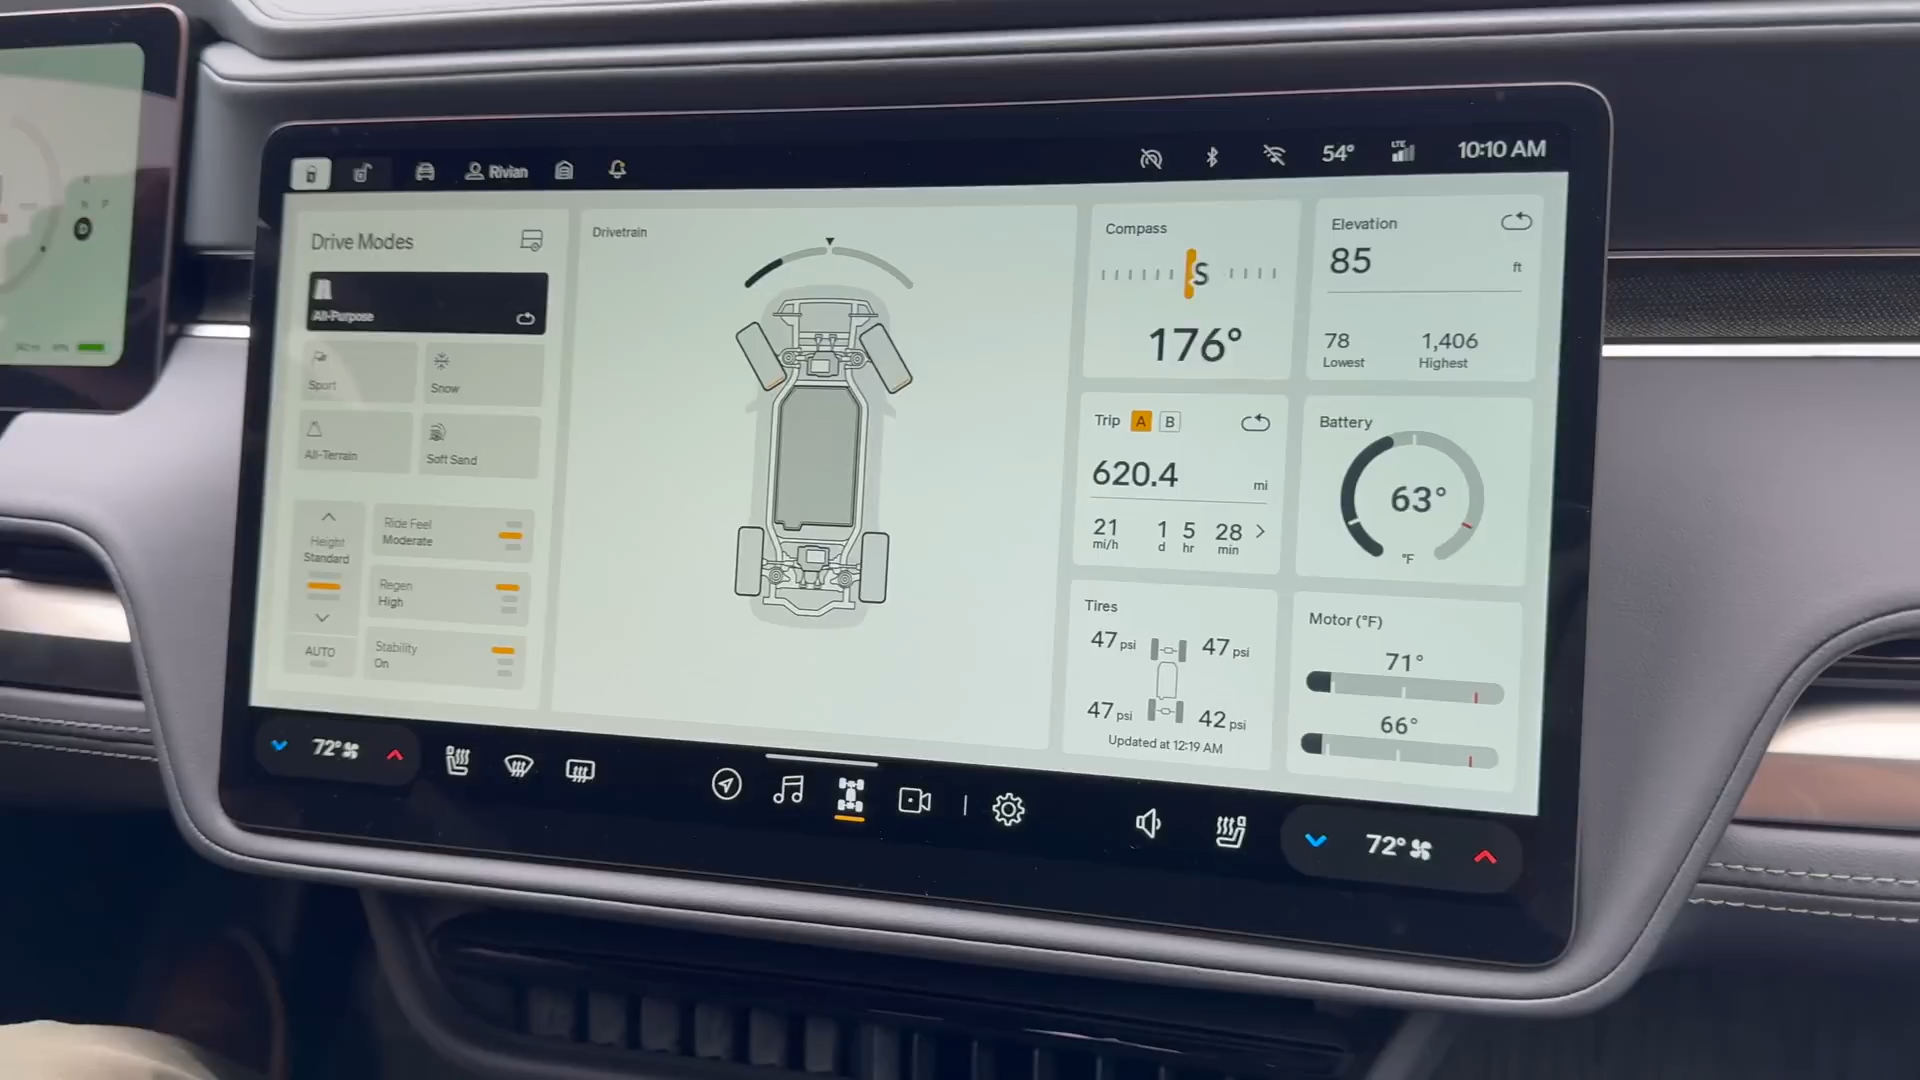 Rivian
54°
LTE
10:10 AM
N
D
Drive Modes
All-Purpose
Sport
Snow
All-Terrain
Soft Sand
Height
Standard
AUTO
Ride Feel
Moderate
Regen
High
Stability
On
Drivetrain
Compass
S
176°
Elevation
85 ft
78
Lowest
1,406
Highest
Trip A B
620.4 mi
21 1 5 28
mi/h d hr min
Battery
63°
°F
Tires
47 psi 47 psi
47 psi 42 psi
Updated at 12:19 AM
Motor (°F)
71°
66°
72°
72°